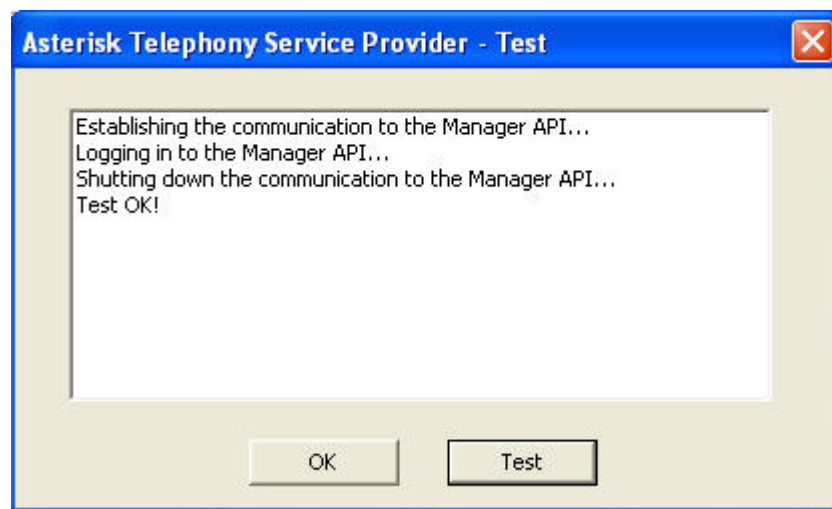 Asterisk Telephony Service Provider - Test
Establishing the communication to the Manager API...
Logging in to the Manager API...
Shutting down the communication to the Manager API...
Test OK!
OK
Test